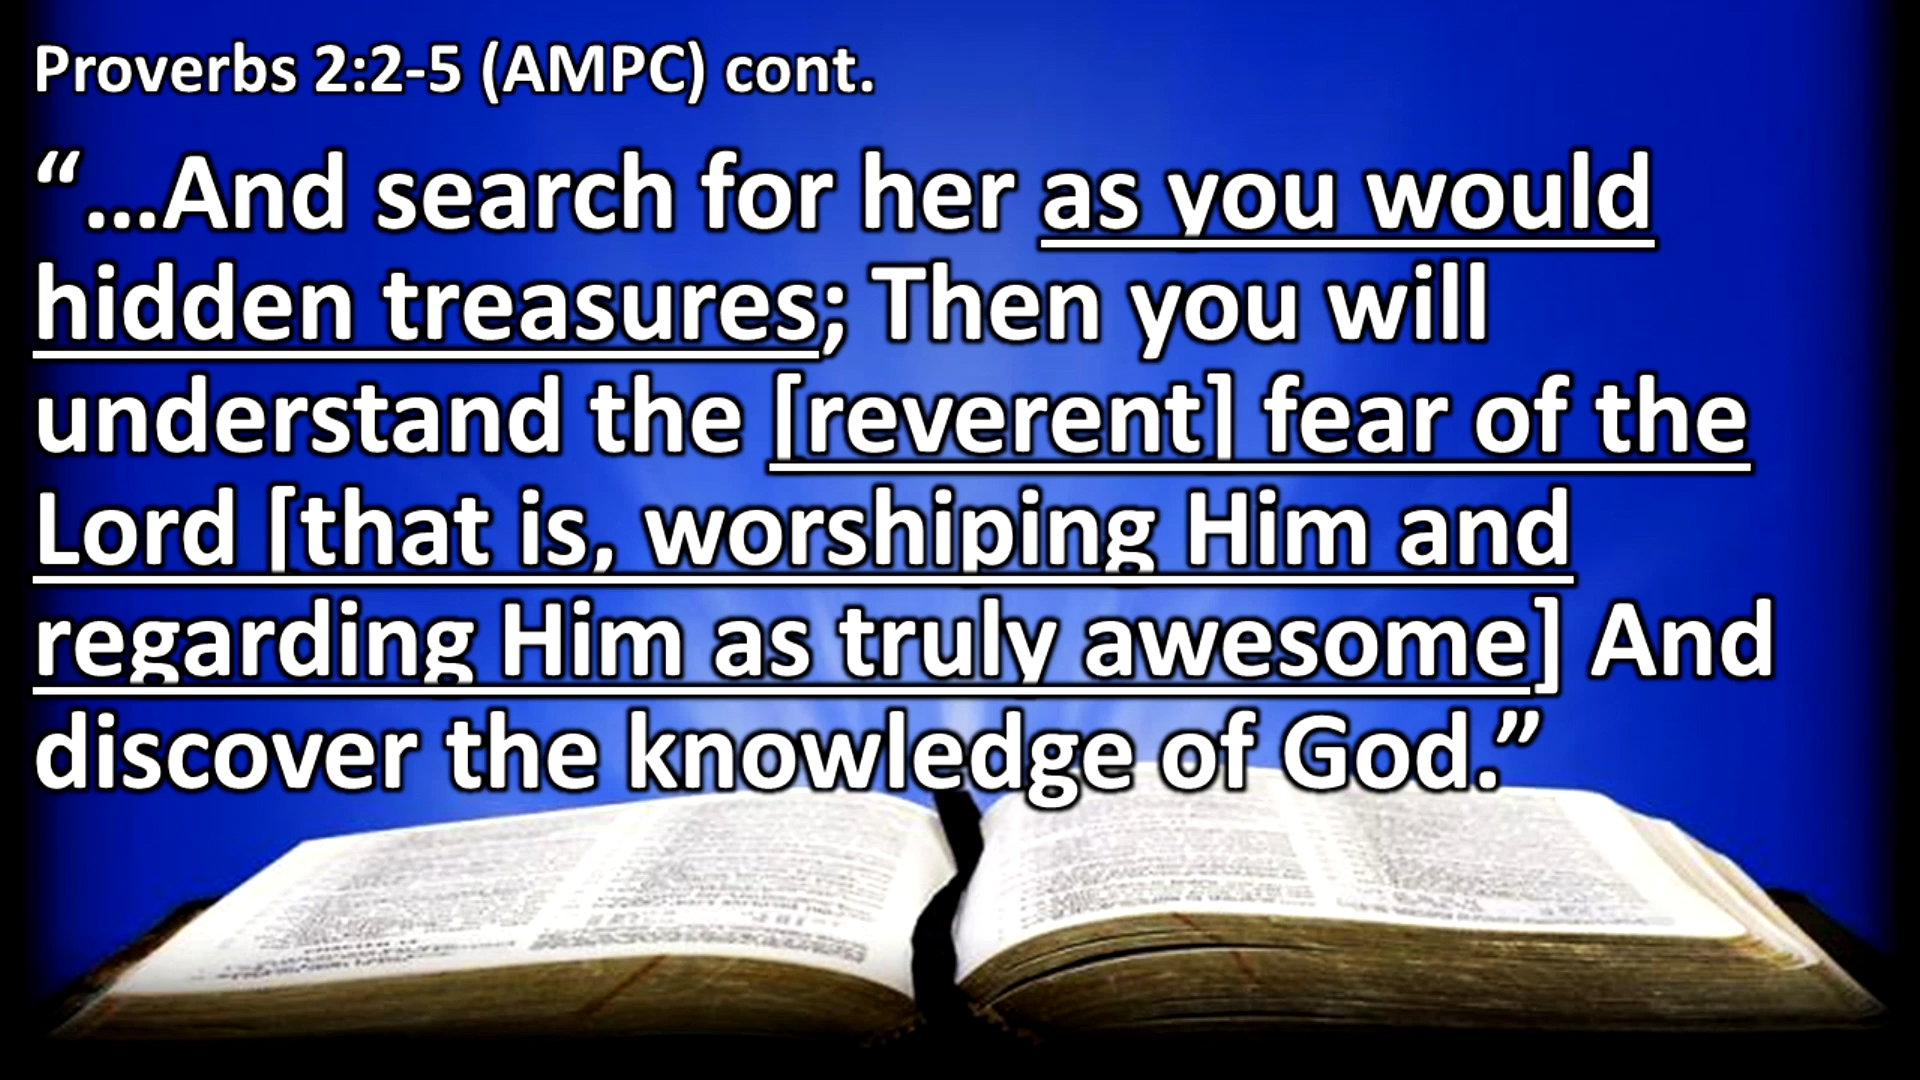 Proverbs 2:2-5 (AMPC) cont.
“…And search for her as you would
hidden treasures; Then you will
understand the [reverent] fear of the
Lord [that is, worshiping Him and
regarding Him as truly awesome] And
discover the knowledge of God.”